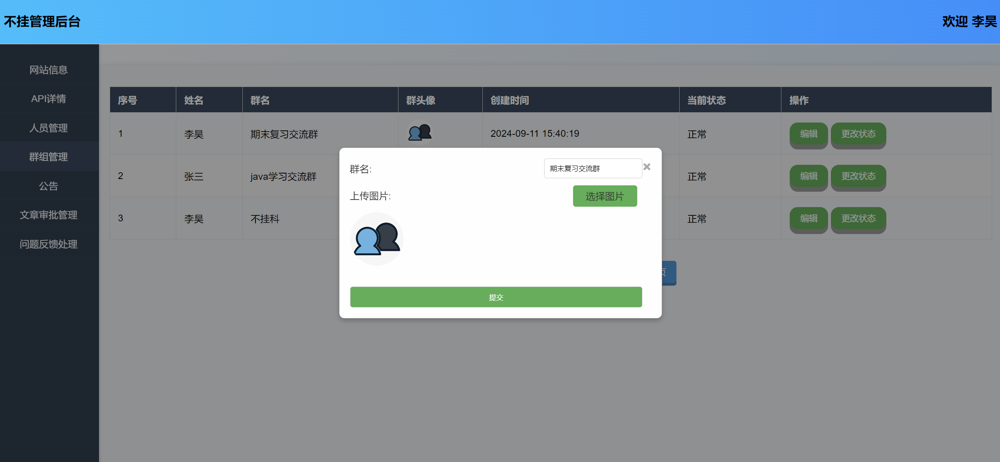 不挂管理后台
欢迎 李昊
网站信息
API详情
人员管理
群组管理
公告
文章审批管理
问题反馈处理
序号 姓名 群名 群头像 创建时间 当前状态 操作
1 李昊 期末复习交流群 2024-09-11 15:40:19 正常 编辑 更改状态
2 张三 java学习交流群 正常 编辑 更改状态
3 李昊 不挂科 正常 编辑 更改状态
群名: 期末复习交流群 ×
上传图片: 选择图片
提交